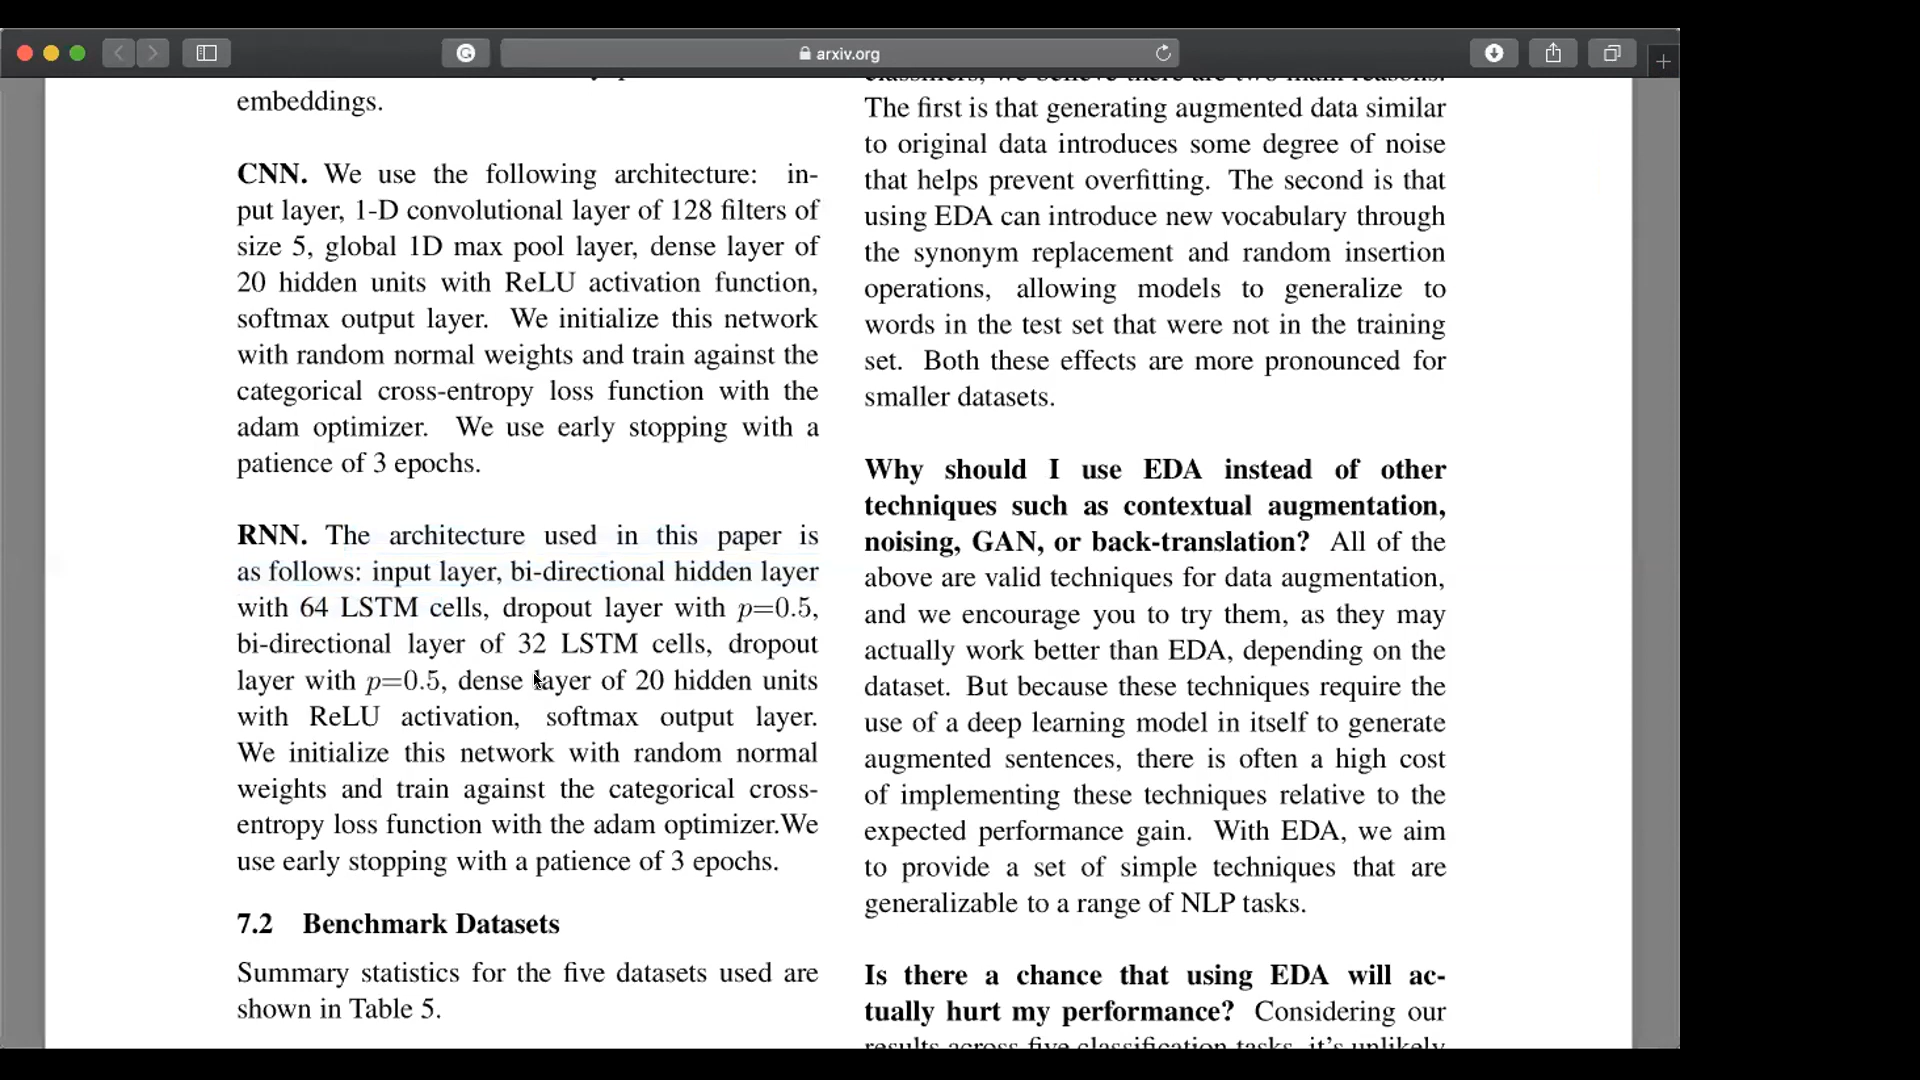 arxiv.org
embeddings.
CNN. We use the following architecture: in-
put layer, 1-D convolutional layer of 128 filters of
size 5, global 1D max pool layer, dense layer of
20 hidden units with ReLU activation function,
softmax output layer. We initialize this network
with random normal weights and train against the
categorical cross-entropy loss function with the
adam optimizer. We use early stopping with a
patience of 3 epochs.
RNN. The architecture used in this paper is
as follows: input layer, bi-directional hidden layer
with 64 LSTM cells, dropout layer with p=0.5,
bi-directional layer of 32 LSTM cells, dropout
layer with p=0.5, dense layer of 20 hidden units
with ReLU activation, softmax output layer.
We initialize this network with random normal
weights and train against the categorical cross-
entropy loss function with the adam optimizer.We
use early stopping with a patience of 3 epochs.
7.2 Benchmark Datasets
Summary statistics for the five datasets used are
shown in Table 5.
classifiers, we believe there are two main reasons.
The first is that generating augmented data similar
to original data introduces some degree of noise
that helps prevent overfitting. The second is that
using EDA can introduce new vocabulary through
the synonym replacement and random insertion
operations, allowing models to generalize to
words in the test set that were not in the training
set. Both these effects are more pronounced for
smaller datasets.
Why should I use EDA instead of other
techniques such as contextual augmentation,
noising, GAN, or back-translation? All of the
above are valid techniques for data augmentation,
and we encourage you to try them, as they may
actually work better than EDA, depending on the
dataset. But because these techniques require the
use of a deep learning model in itself to generate
augmented sentences, there is often a high cost
of implementing these techniques relative to the
expected performance gain. With EDA, we aim
to provide a set of simple techniques that are
generalizable to a range of NLP tasks.
Is there a chance that using EDA will ac-
tually hurt my performance? Considering our
results across five classification tasks, it's unlikely